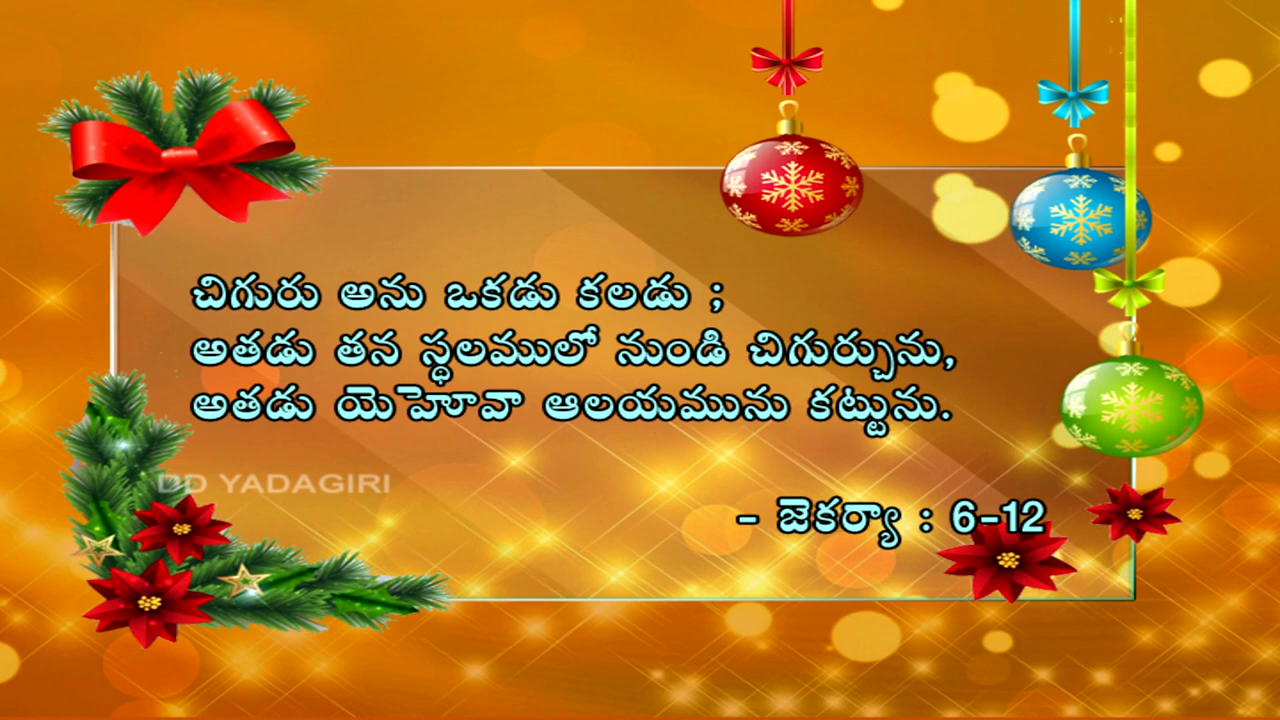 చిగురు అను ఒకడు కలడు ;
అతడు తన స్థలములో నుండి చిగుర్చును,
అతడు యెహెూవా ఆలయమును కట్టును.
DD YADAGIRI
- జెకర్యా : 6-12